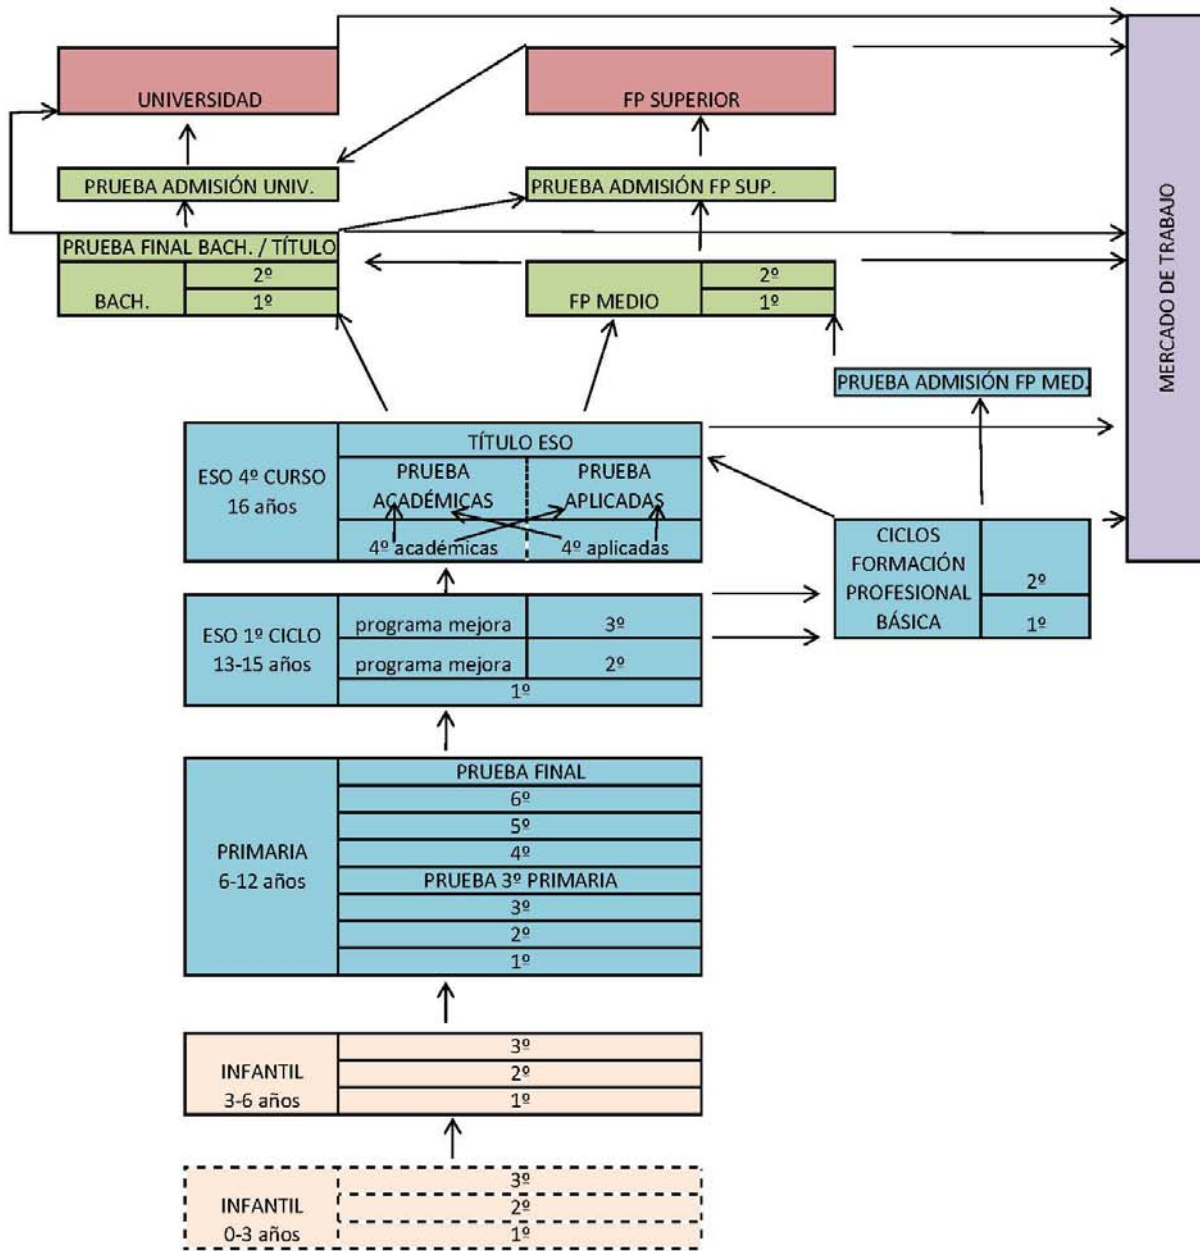 UNIVERSIDAD
FP SUPERIOR
PRUEBA ADMISIÓN UNIV.
PRUEBA ADMISIÓN FP SUP.
PRUEBA FINAL BACH. / TÍTULO
BACH.
2º
1º
FP MEDIO
2º
1º
MERCADO DE TRABAJO
PRUEBA ADMISIÓN FP MED.
ESO 4º CURSO
16 años
TÍTULO ESO
PRUEBA
ACADÉMICAS
PRUEBA
APLICADAS
4º académicas
4º aplicadas
CICLOS
FORMACIÓN
PROFESIONAL
BÁSICA
2º
1º
ESO 1º CICLO
13-15 años
programa mejora
3º
programa mejora
2º
1º
PRIMARIA
6-12 años
PRUEBA FINAL
6º
5º
4º
PRUEBA 3º PRIMARIA
3º
2º
1º
INFANTIL
3-6 años
3º
2º
1º
INFANTIL
0-3 años
3º
2º
1º